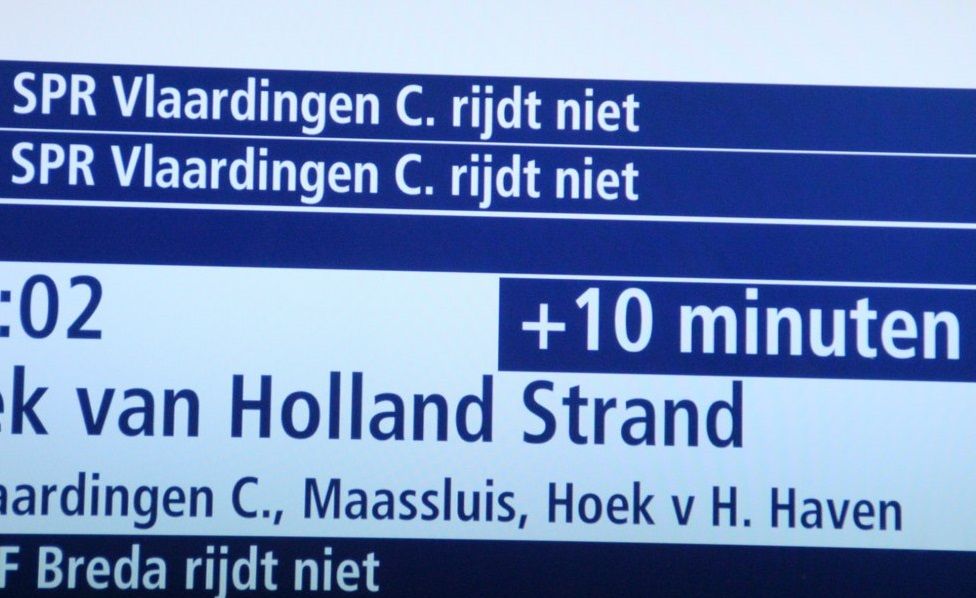 SPR Vlaardingen C. rijdt niet
SPR Vlaardingen C. rijdt niet
:02 +10 minuten
ek van Holland Strand
aardingen C., Maassluis, Hoek v H. Haven
F Breda rijdt niet